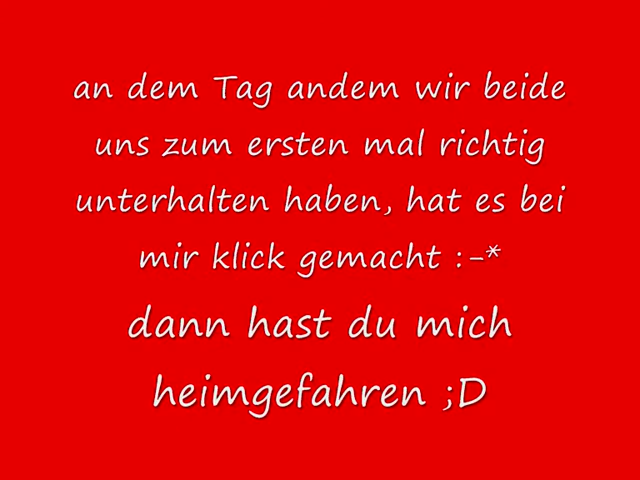 an dem Tag andem wir beide
uns zum ersten mal richtig
unterhalten haben, hat es bei
mir klick gemacht :-*
dann hast du mich
heimgefahren ;D